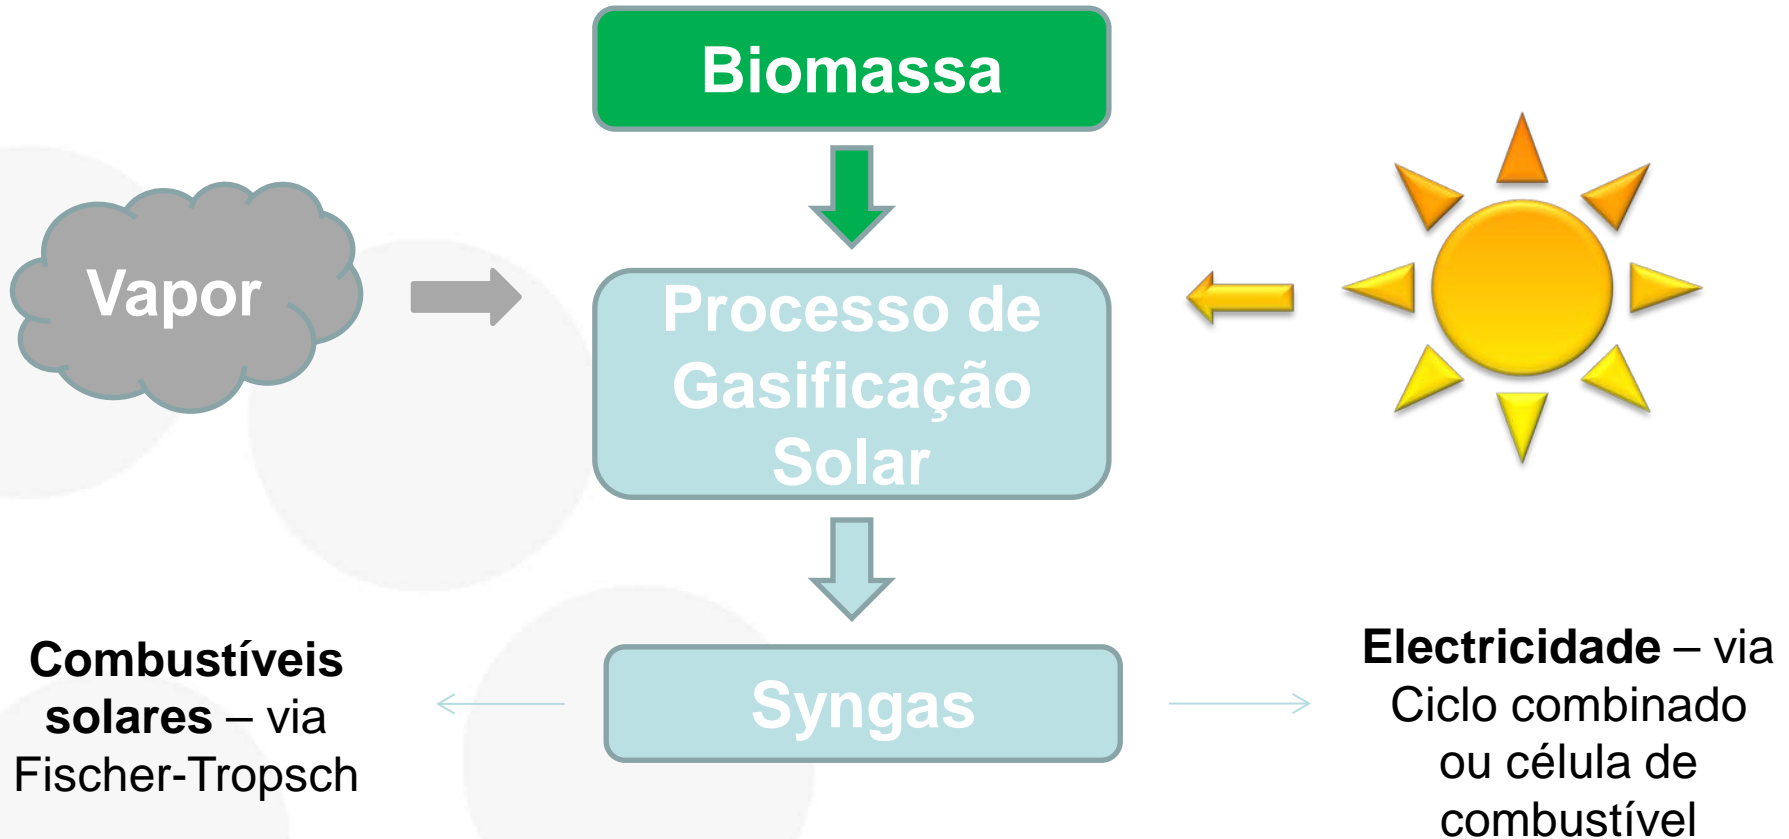 Biomassa
Vapor
Processo de
Gasificação
Solar
Combustíveis
solares – via
Fischer-Tropsch
Syngas
Electricidade – via
Ciclo combinado
ou célula de
combustível